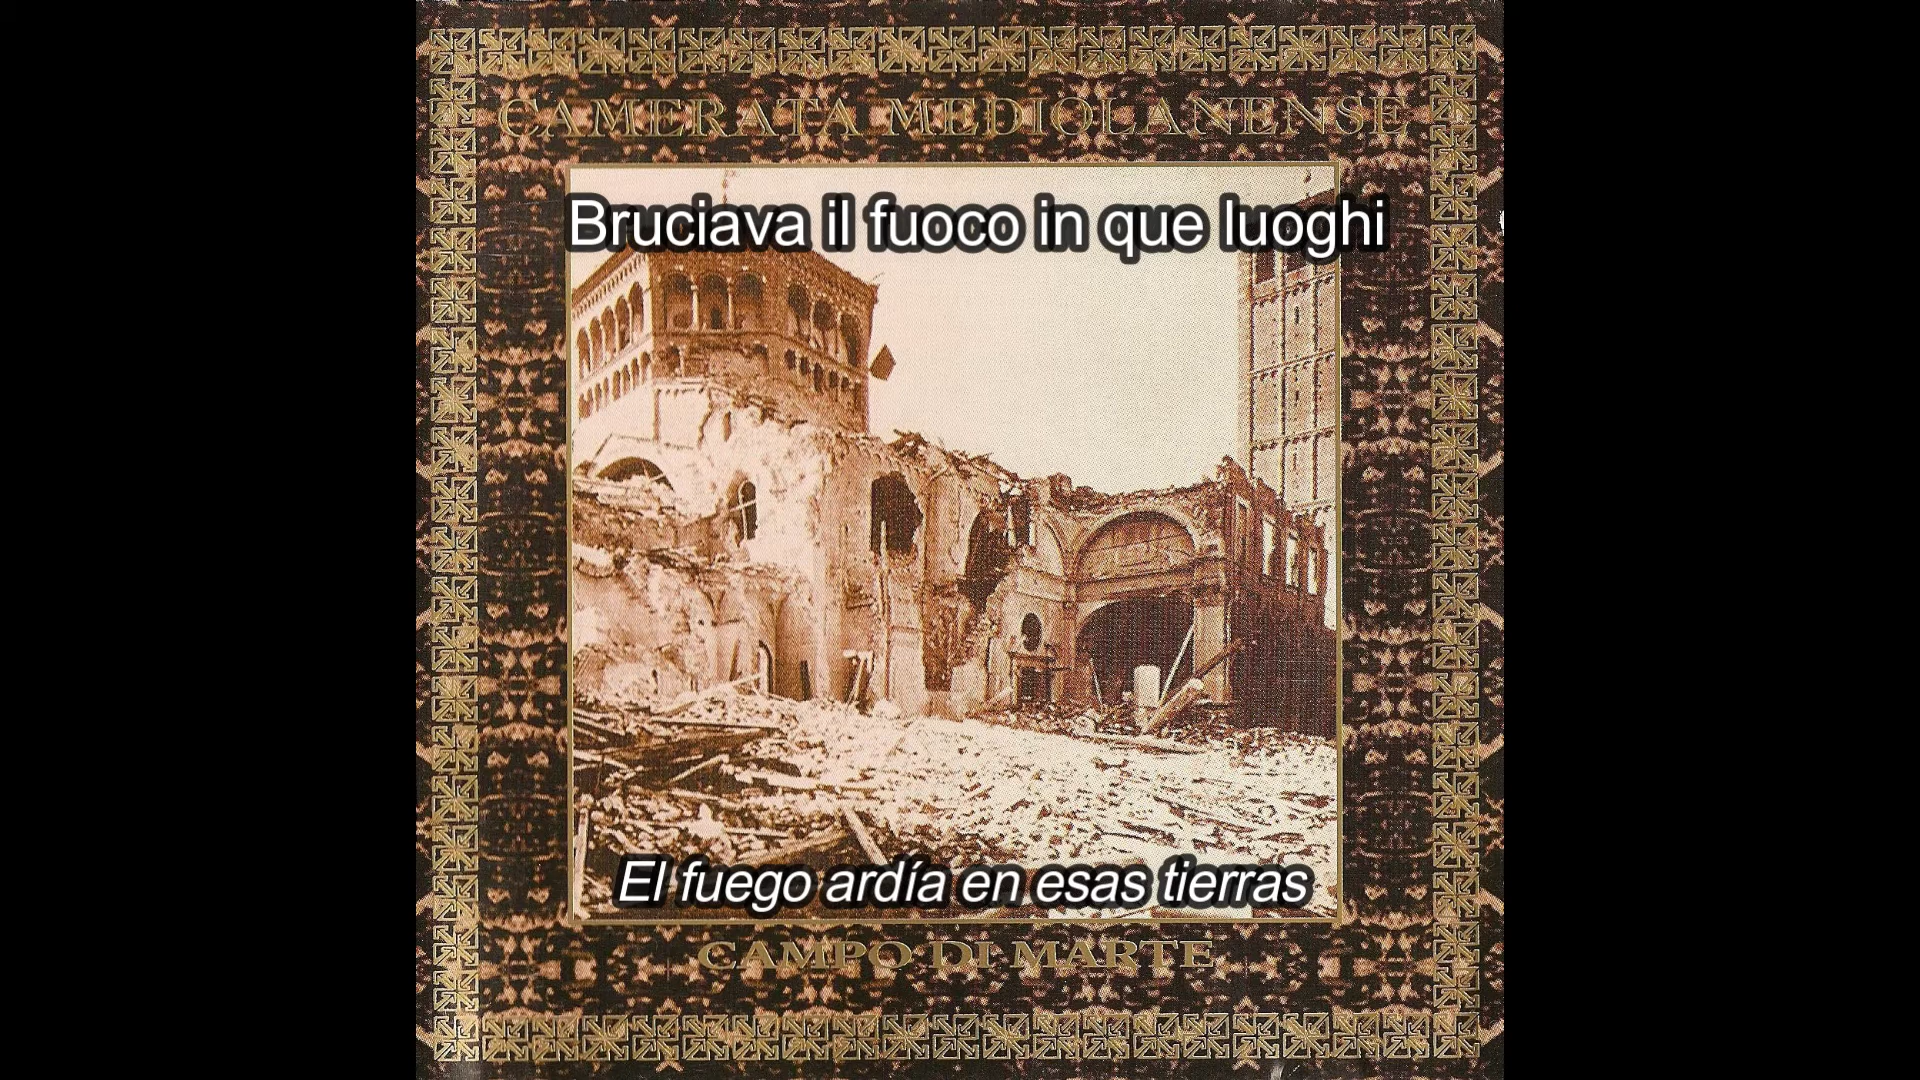 CAMERATA MEDIOLANENSE
Bruciava il fuoco in que luoghi
El fuego ardía en esas tierras
CAMPO DI MARTE